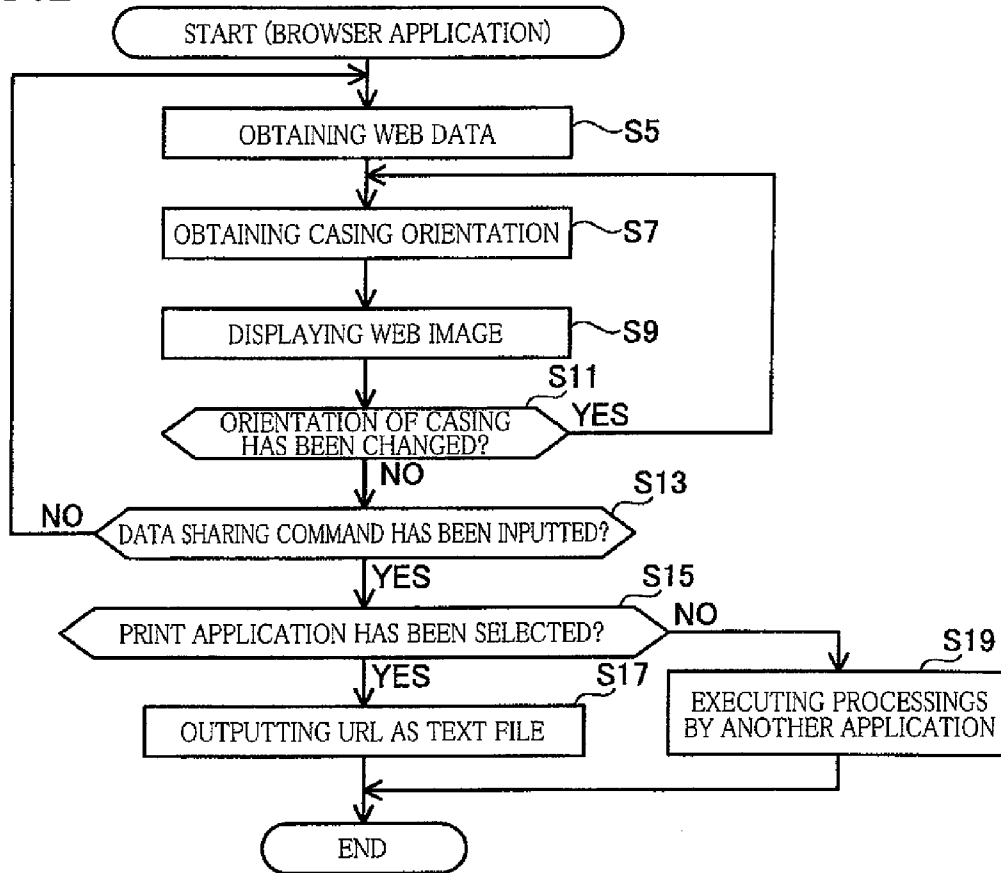 START (BROWSER APPLICATION)
OBTAINING WEB DATA
S5
OBTAINING CASING ORIENTATION
S7
DISPLAYING WEB IMAGE
S9
S11
ORIENTATION OF CASING
HAS BEEN CHANGED?
YES
NO
S13
NO
DATA SHARING COMMAND HAS BEEN INPUTTED?
YES
S15
PRINT APPLICATION HAS BEEN SELECTED?
NO
YES
S17
S19
OUTPUTTING URL AS TEXT FILE
EXECUTING PROCESSINGS
BY ANOTHER APPLICATION
END